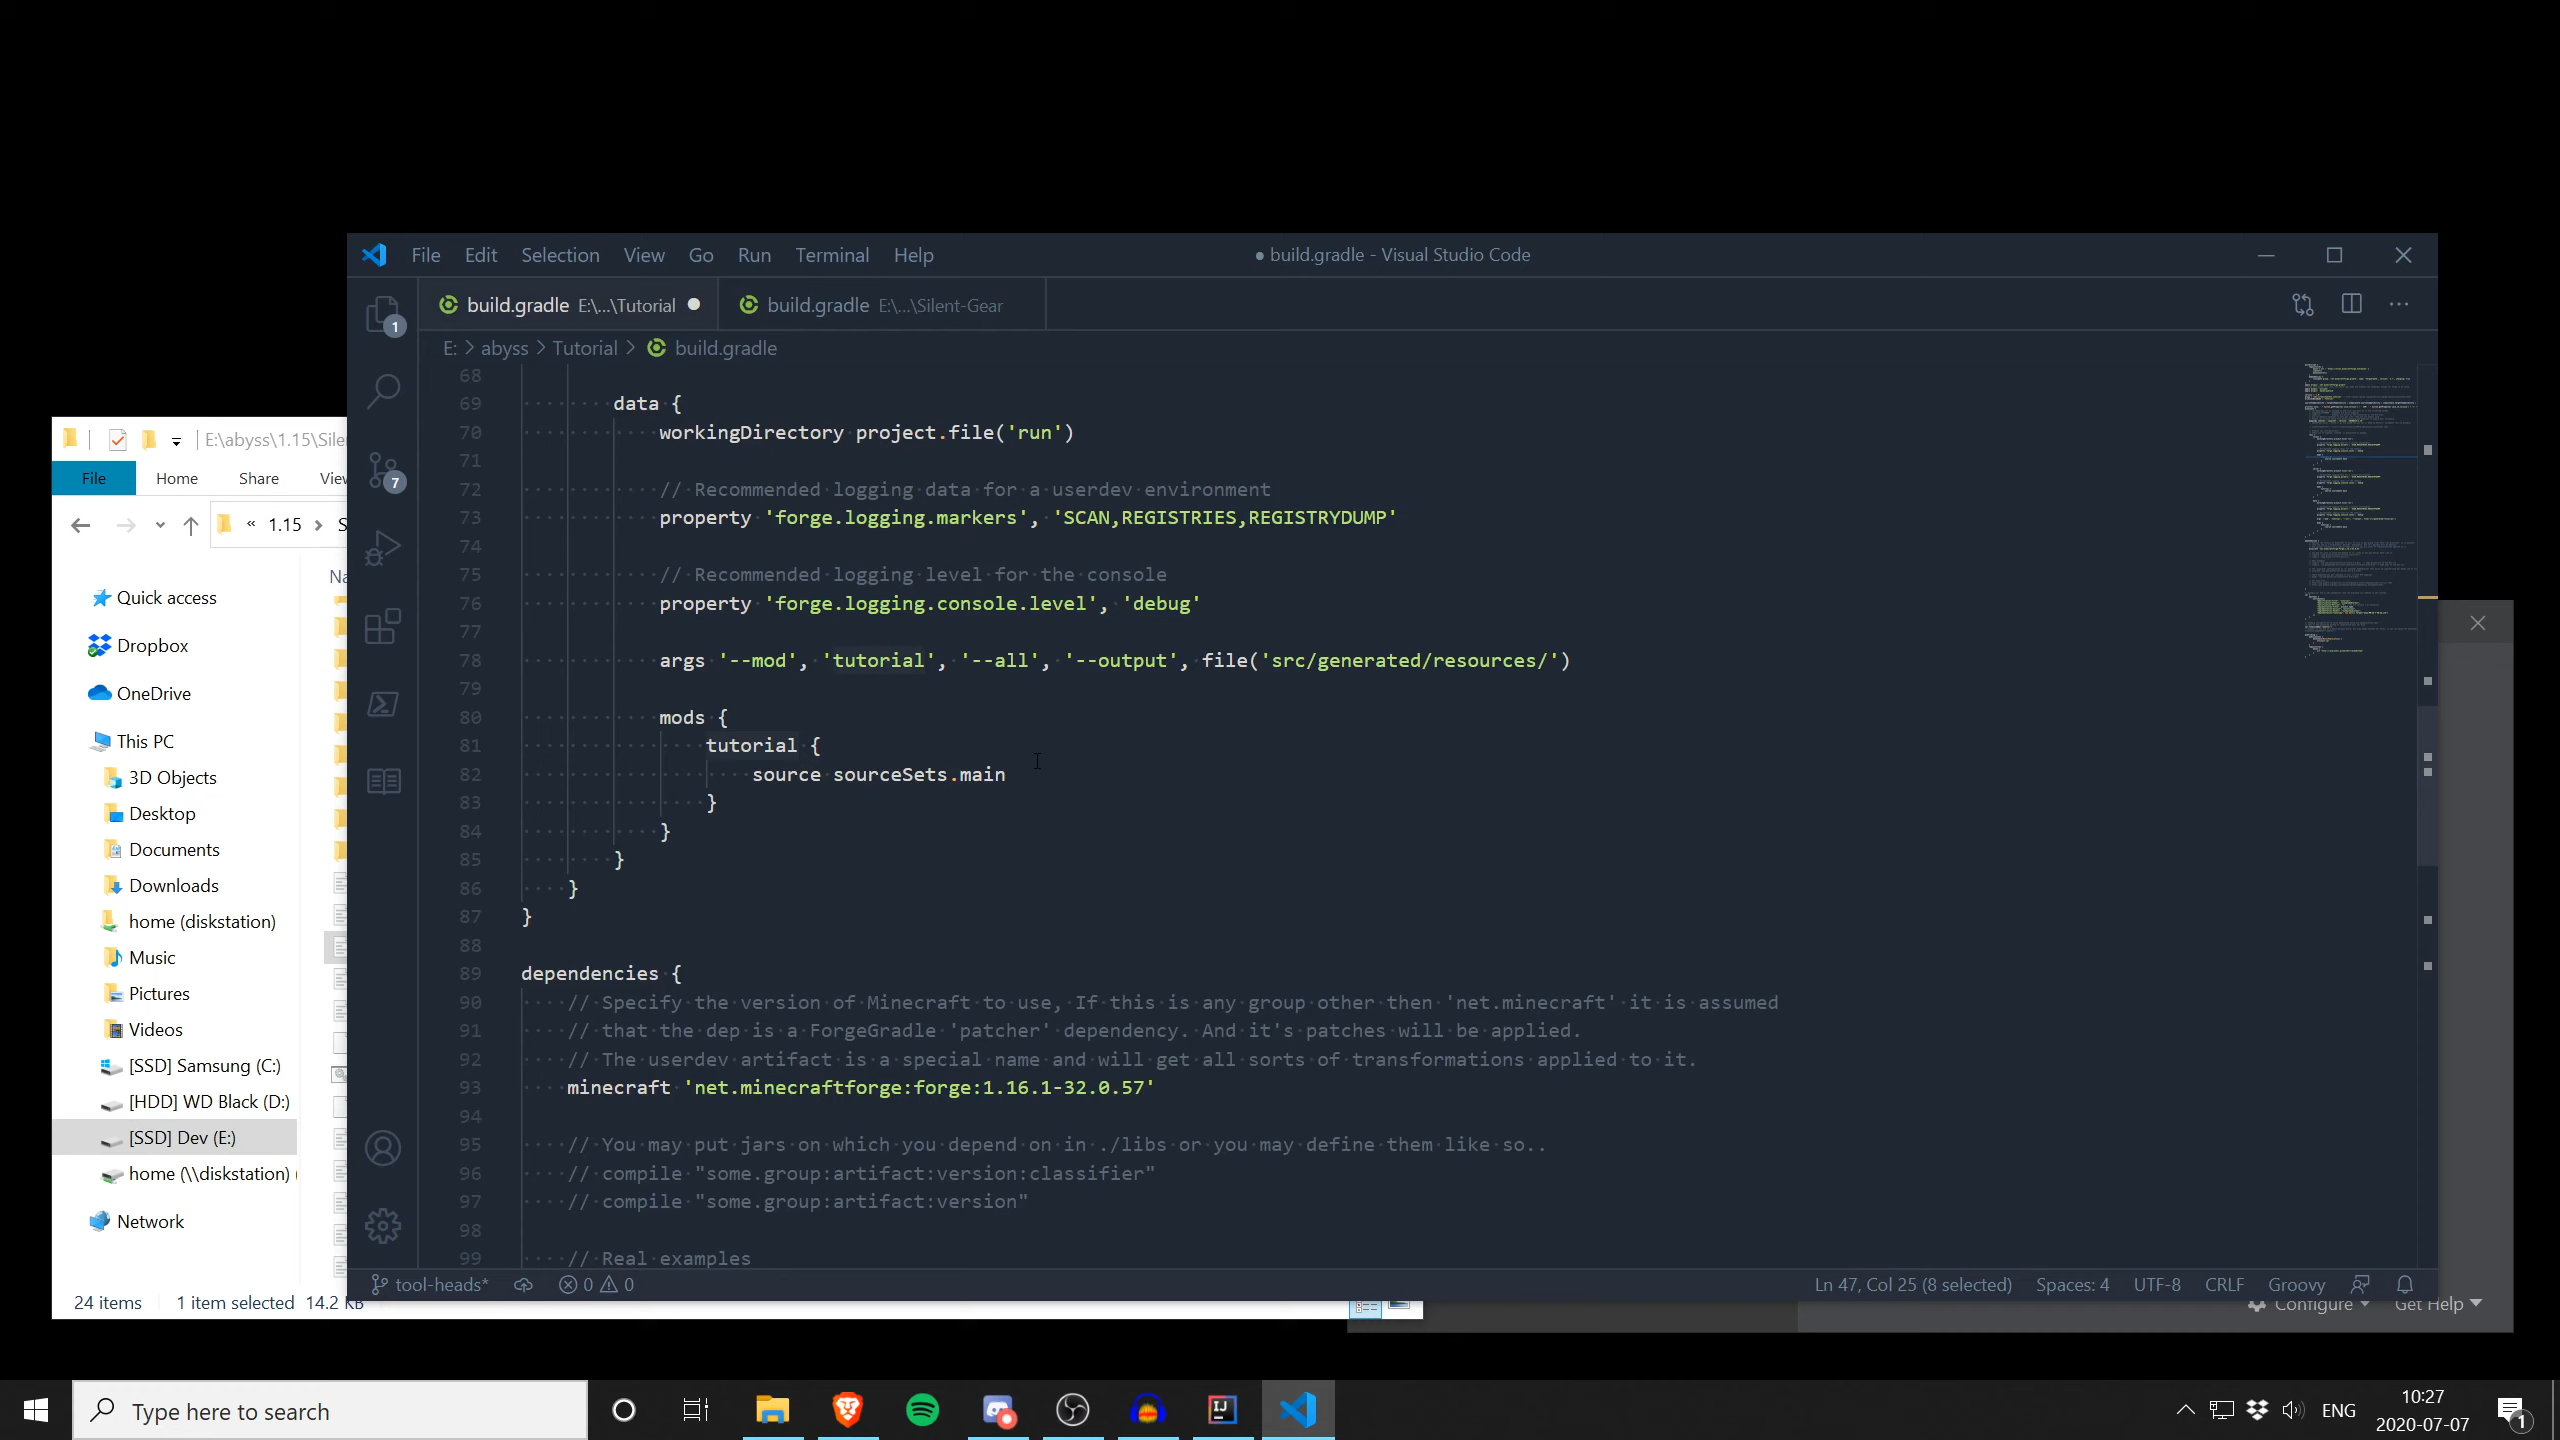 File Edit Selection View Go Run Terminal Help
● build.gradle - Visual Studio Code
build.gradle E:\...\Tutorial
build.gradle E:\...\Silent-Gear
E: > abyss > Tutorial > build.gradle
1
7
68
69 data {
70 workingDirectory project.file('run')
71
72 // Recommended logging data for a userdev environment
73 property 'forge.logging.markers', 'SCAN,REGISTRIES,REGISTRYDUMP'
74
75 // Recommended logging level for the console
76 property 'forge.logging.console.level', 'debug'
77
78 args '--mod', 'tutorial', '--all', '--output', file('src/generated/resources/')
79
80 mods {
81 tutorial {
82 source sourceSets.main
83 }
84 }
85 }
86 }
87 }
88
89 dependencies {
90 // Specify the version of Minecraft to use, If this is any group other then 'net.minecraft' it is assumed
91 // that the dep is a ForgeGradle 'patcher' dependency. And it's patches will be applied.
92 // The userdev artifact is a special name and will get all sorts of transformations applied to it.
93 minecraft 'net.minecraftforge:forge:1.16.1-32.0.57'
94
95 // You may put jars on which you depend on in ./libs or you may define them like so..
96 // compile "some.group:artifact:version:classifier"
97 // compile "some.group:artifact:version"
98
99 // Real examples
tool-heads* 0 0
Ln 47, Col 25 (8 selected) Spaces: 4 UTF-8 CRLF Groovy
E:\abyss\1.15\Sile
File Home Share Vie
« 1.15 > S
Na
Quick access
Dropbox
OneDrive
This PC
3D Objects
Desktop
Documents
Downloads
home (diskstation)
Music
Pictures
Videos
[SSD] Samsung (C:)
[HDD] WD Black (D:)
[SSD] Dev (E:)
home (\\diskstation) (
Network
24 items 1 item selected 14.2 KB
Configure Get Help
Type here to search
ENG
10:27
2020-07-07
1